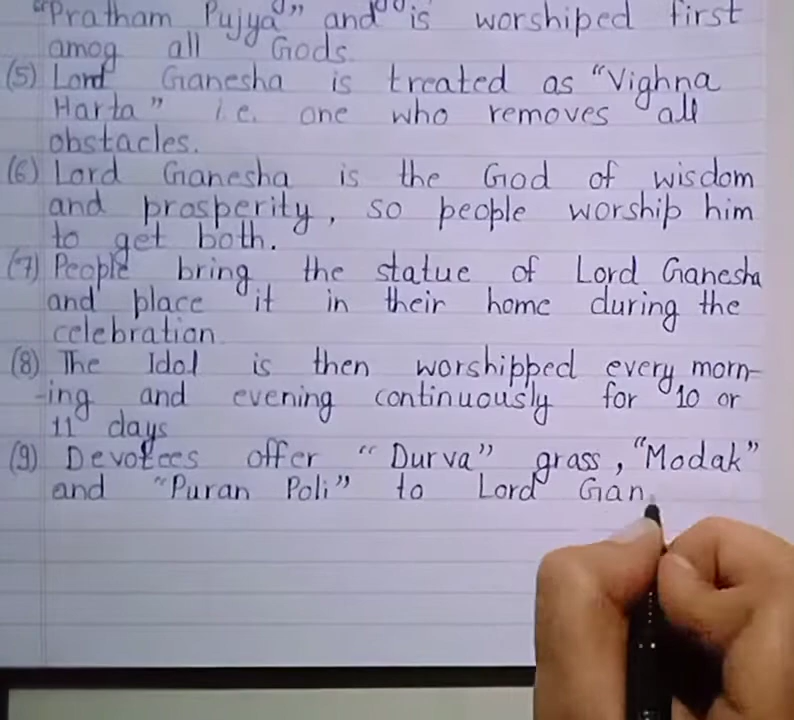 "Pratham Pujya" and is worshiped first
amog all Gods.
(5) Lord Ganesha is treated as "Vighna
Harta" i.e. one who removes all
obstacles.
(6) Lord Ganesha is the God of wisdom
and prosperity, so people worship him
to get both.
(7) People bring the statue of Lord Ganesha
and place it in their home during the
celebration.
(8) The Idol is then worshipped every morn-
-ing and evening continuously for 10 or
11 days
(9) Devotees offer "Durva" grass, "Modak"
and "Puran Poli" to Lord Gan